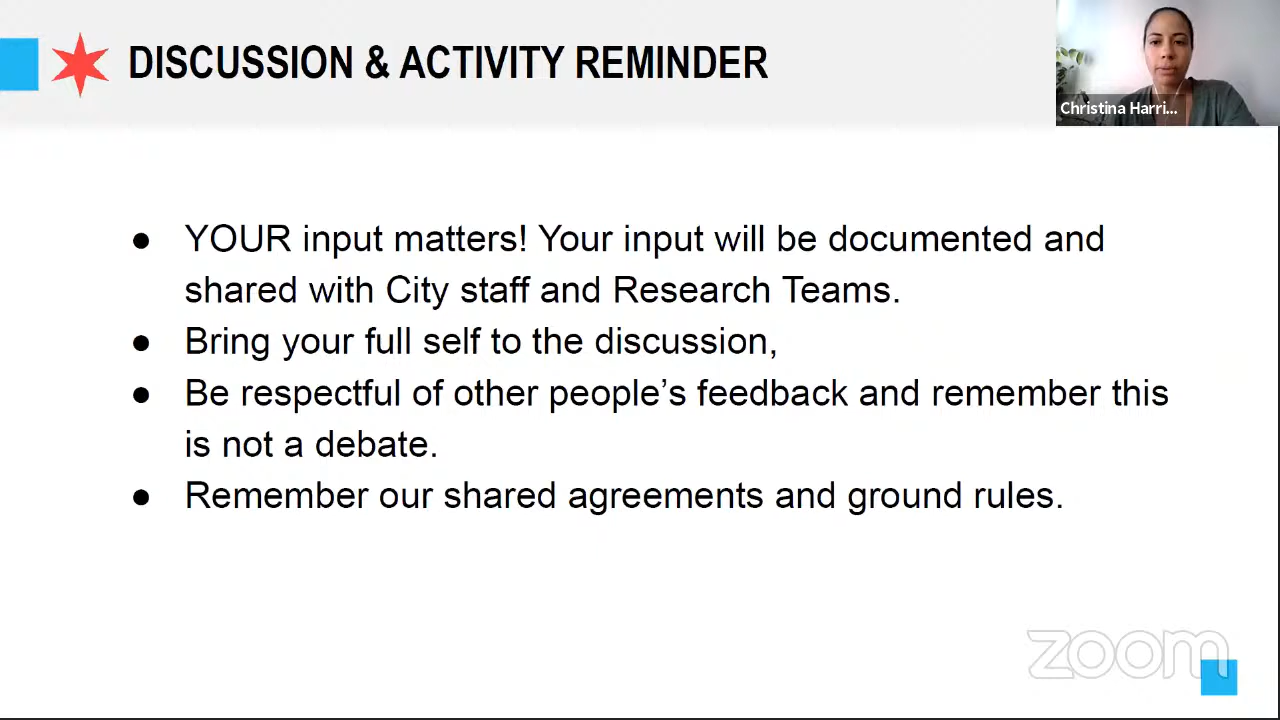 DISCUSSION & ACTIVITY REMINDER
Christina Harri...
● YOUR input matters! Your input will be documented and
shared with City staff and Research Teams.
● Bring your full self to the discussion,
● Be respectful of other people’s feedback and remember this
is not a debate.
● Remember our shared agreements and ground rules.
zoom